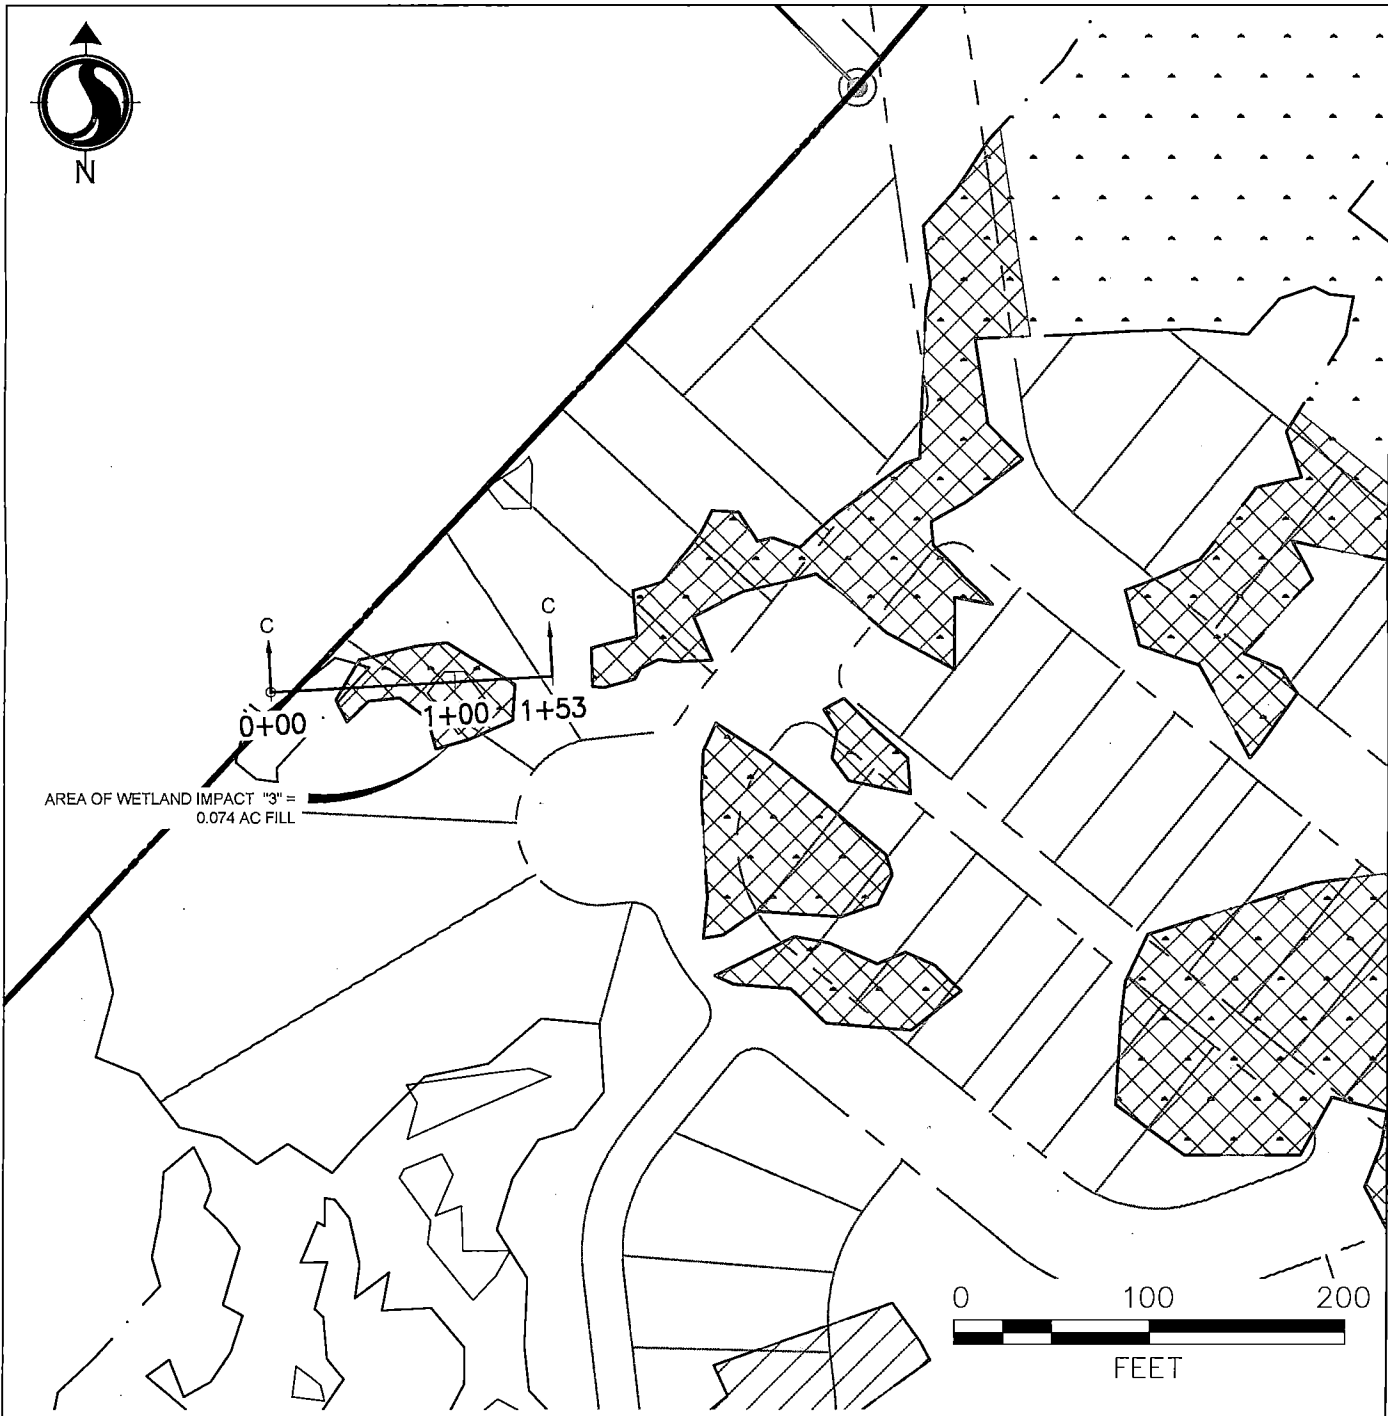 N
C
C
0+00
1+00
1+53
AREA OF WETLAND IMPACT "3" =
0.074 AC FILL
0 100 200
FEET